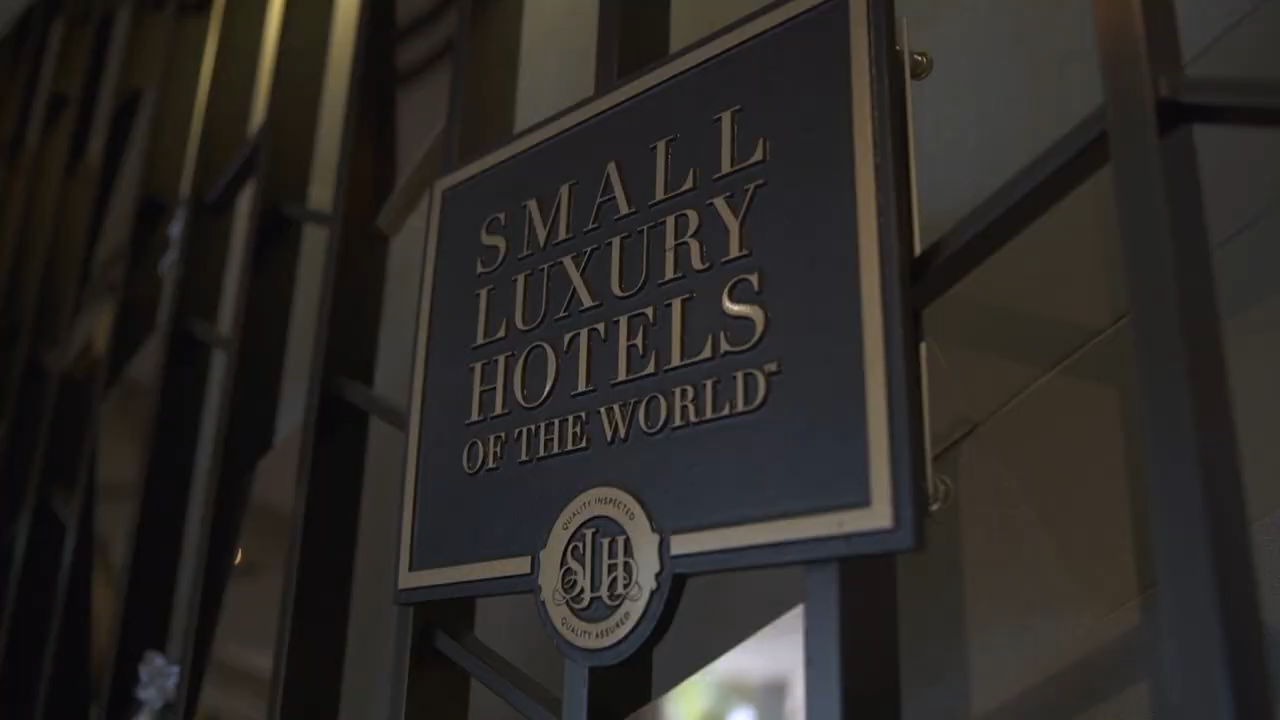 SMALL
LUXURY
HOTELS
OF THE WORLD™
QUALITY INSPECTED
SLH
QUALITY ASSURED